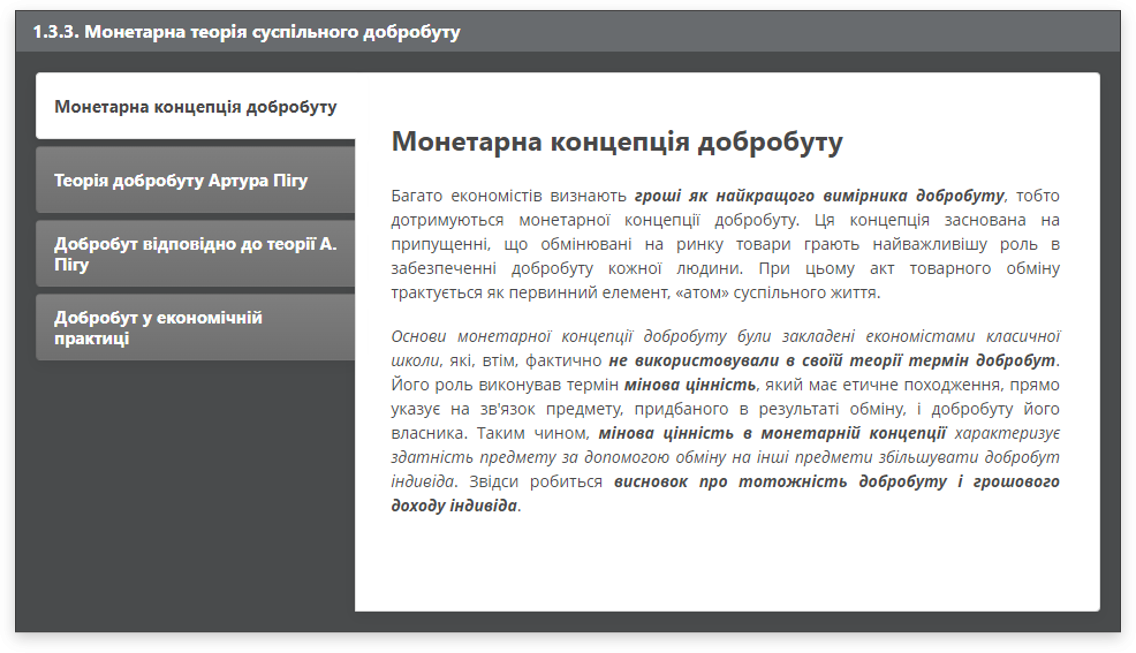 1.3.3. Монетарна теорія суспільного добробуту
Монетарна концепція добробуту
Теорія добробуту Артура Пігу
Добробут відповідно до теорії А.
Пігу
Добробут у економічній
практиці
Монетарна концепція добробуту
Багато економістів визнають гроші як найкращого вимірника добробуту, тобто
дотримуються монетарної концепції добробуту. Ця концепція заснована на
припущенні, що обмінювані на ринку товари грають найважливішу роль в
забезпеченні добробуту кожної людини. При цьому акт товарного обміну
трактується як первинний елемент, «атом» суспільного життя.
Основи монетарної концепції добробуту були закладені економістами класичної
школи, які, втім, фактично не використовували в своїй теорії термін добробут.
Його роль виконував термін мінова цінність, який має етичне походження, прямо
указує на зв'язок предмету, придбаного в результаті обміну, і добробуту його
власника. Таким чином, мінова цінність в монетарній концепції характеризує
здатність предмету за допомогою обміну на інші предмети збільшувати добробут
індивіда. Звідси робиться висновок про тотожність добробуту і грошового
доходу індивіда.